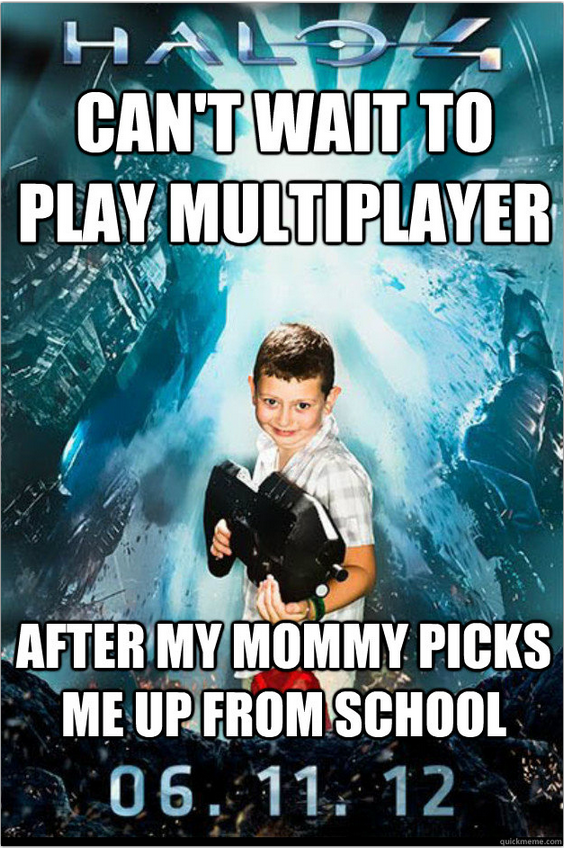 HALO 4
CAN'T WAIT TO
PLAY MULTIPLAYER
AFTER MY MOMMY PICKS
ME UP FROM SCHOOL
06. 11. 12
quickmeme.com